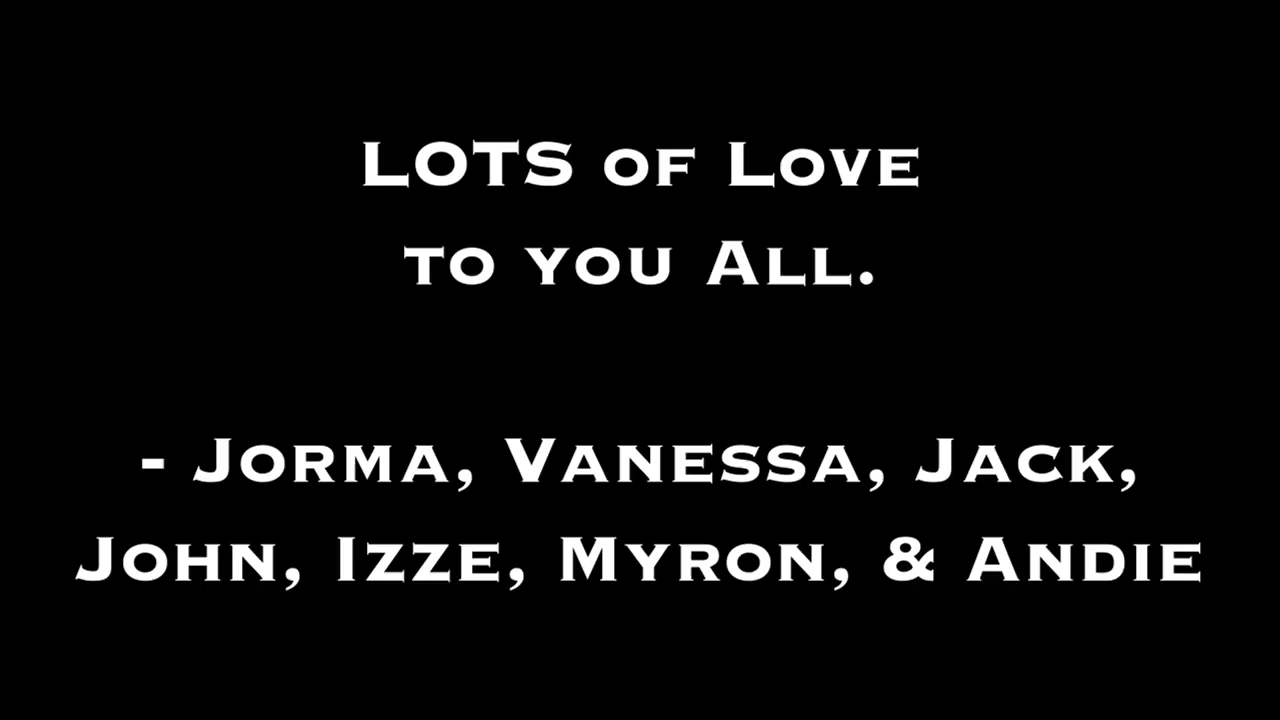 LOTS of Love
to you All.
- Jorma, Vanessa, Jack,
John, Izze, Myron, & Andie